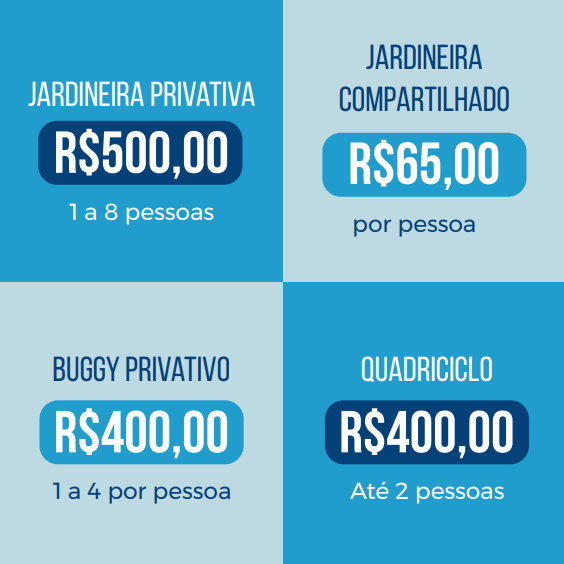 JARDINEIRA PRIVATIVA
R$500,00
1 a 8 pessoas
JARDINEIRA
COMPARTILHADO
R$65,00
por pessoa
BUGGY PRIVATIVO
R$400,00
1 a 4 por pessoa
QUADRICICLO
R$400,00
Até 2 pessoas